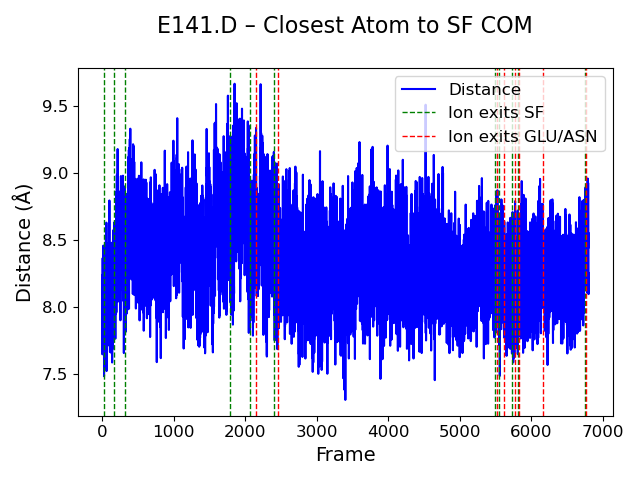 E141.D – Closest Atom to SF COM
Distance
Ion exits SF
Ion exits GLU/ASN
Distance (Å)
9.5
9.0
8.5
8.0
7.5
0 1000 2000 3000 4000 5000 6000 7000
Frame